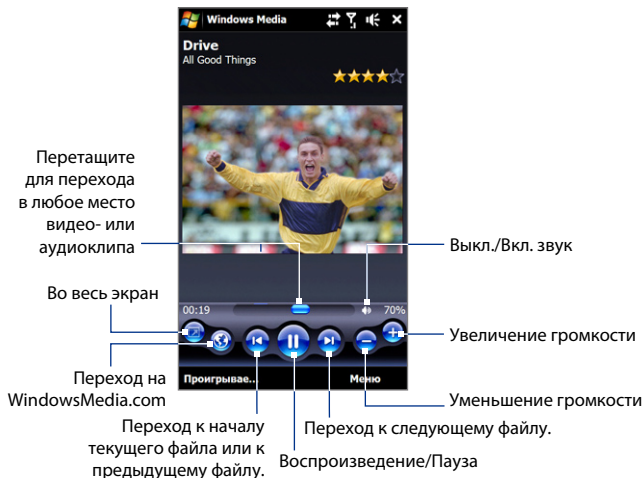 Windows Media
Drive
All Good Things
Перетащите
для перехода
в любое место
видео- или
аудиоклипа
Выкл./Вкл. звук
Во весь экран
00:19
70%
Увеличение громкости
Переход на
WindowsMedia.com
Проигрывае...
Меню
Уменьшение громкости
Переход к началу
текущего файла или к
предыдущему файлу.
Переход к следующему файлу.
Воспроизведение/Пауза